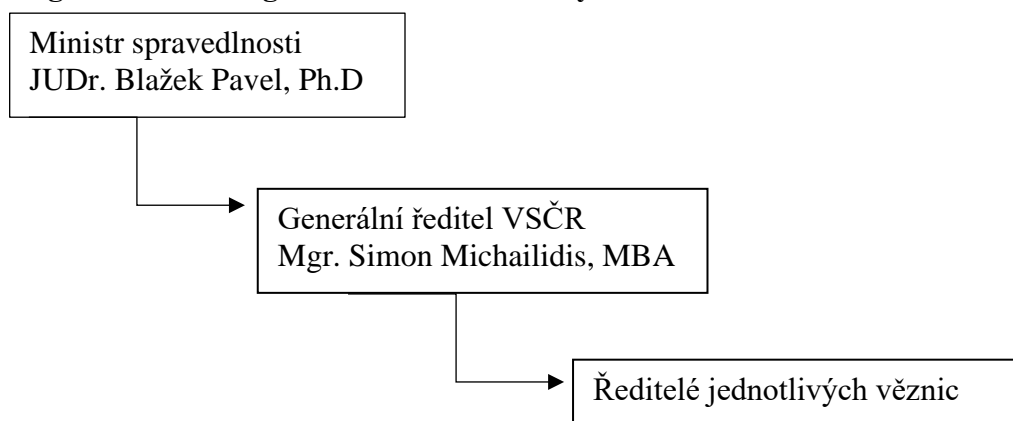 Ministr spravedlnosti
JUDr. Blažek Pavel, Ph.D
Generální ředitel VSČR
Mgr. Simon Michailidis, MBA
Ředitelé jednotlivých věznic